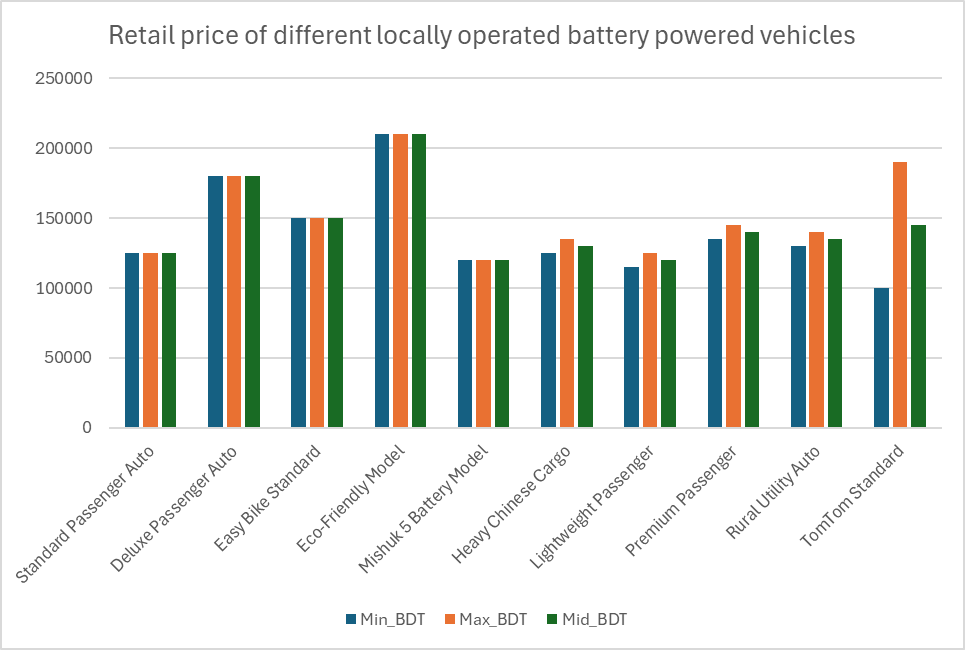 Retail price of different locally operated battery powered vehicles
250000
200000
150000
100000
50000
0
Standard Passenger Auto
Deluxe Passenger Auto
Easy Bike Standard
Eco-Friendly Model
Mishuk 5 Battery Model
Heavy Chinese Cargo
Lightweight Passenger
Premium Passenger
Rural Utility Auto
TomTom Standard
Min_BDT Max_BDT Mid_BDT